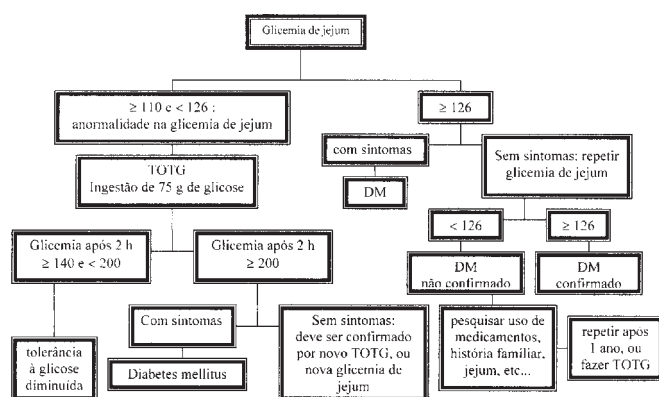 Glicemia de jejum
≥ 110 e < 126 :
anormalidade na glicemia de jejum
≥ 126
TOTG
Ingestão de 75 g de glicose
com sintomas
DM
Sem sintomas: repetir
glicemia de jejum
Glicemia após 2 h
≥ 140 e < 200
Glicemia após 2 h
≥ 200
< 126
≥ 126
DM
não confirmado
DM
confirmado
tolerância
à glicose
diminuída
Com sintomas
Diabetes mellitus
Sem sintomas:
deve ser confirmado
por novo TOTG, ou
nova glicemia de
jejum
pesquisar uso de
medicamentos,
história familiar,
jejum, etc...
repetir após
1 ano, ou
fazer TOTG